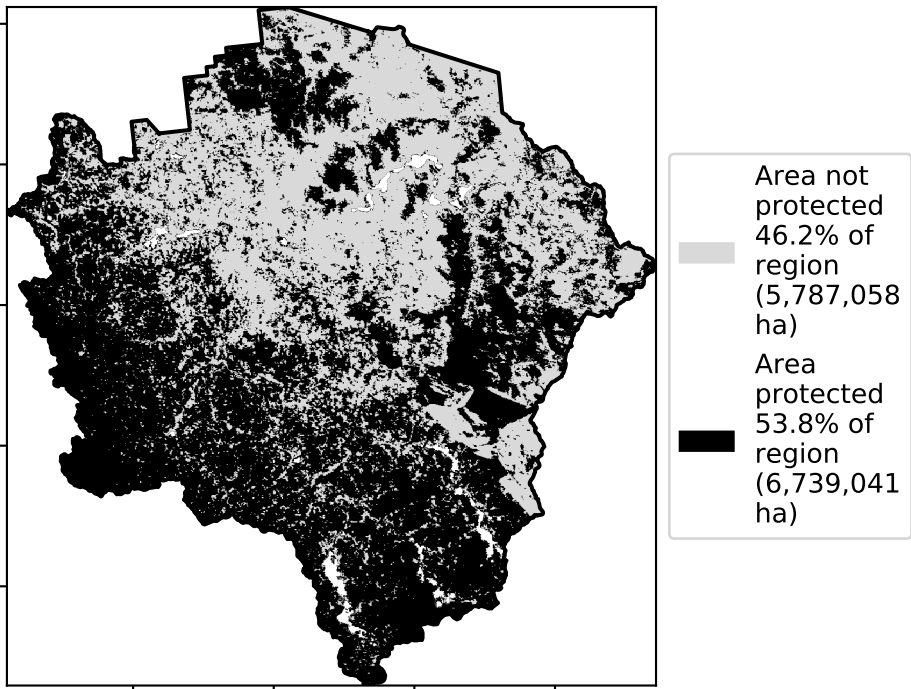 Area not
protected
46.2% of
region
(5,787,058
ha)
Area
protected
53.8% of
region
(6,739,041
ha)